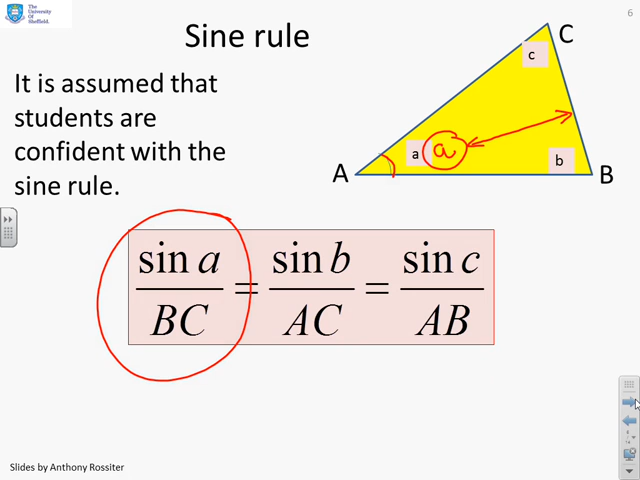 The
University
Of
Sheffield.
6
Sine rule
It is assumed that
students are
confident with the
sine rule.
C
c
a
a
b
A
B
sin a / BC = sin b / AC = sin c / AB
Slides by Anthony Rossiter